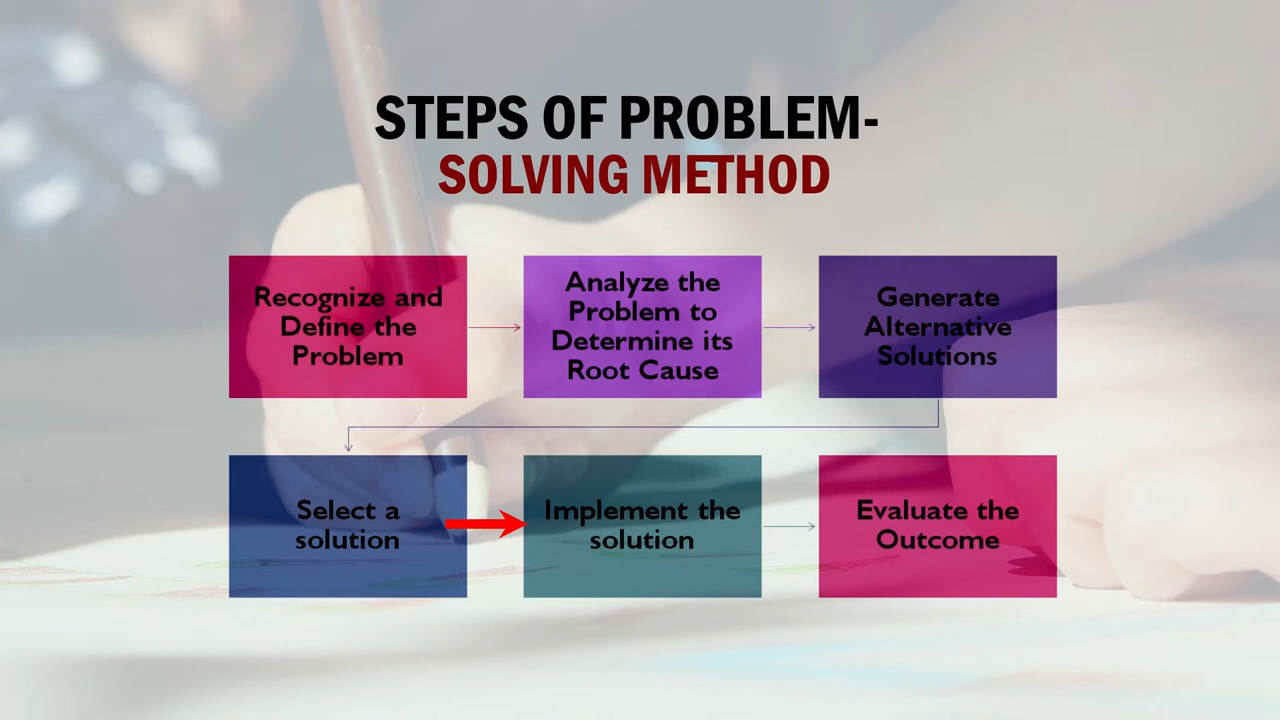 STEPS OF PROBLEM-
SOLVING METHOD
Recognize and
Define the
Problem
Analyze the
Problem to
Determine its
Root Cause
Generate
Alternative
Solutions
Select a
solution
Implement the
solution
Evaluate the
Outcome